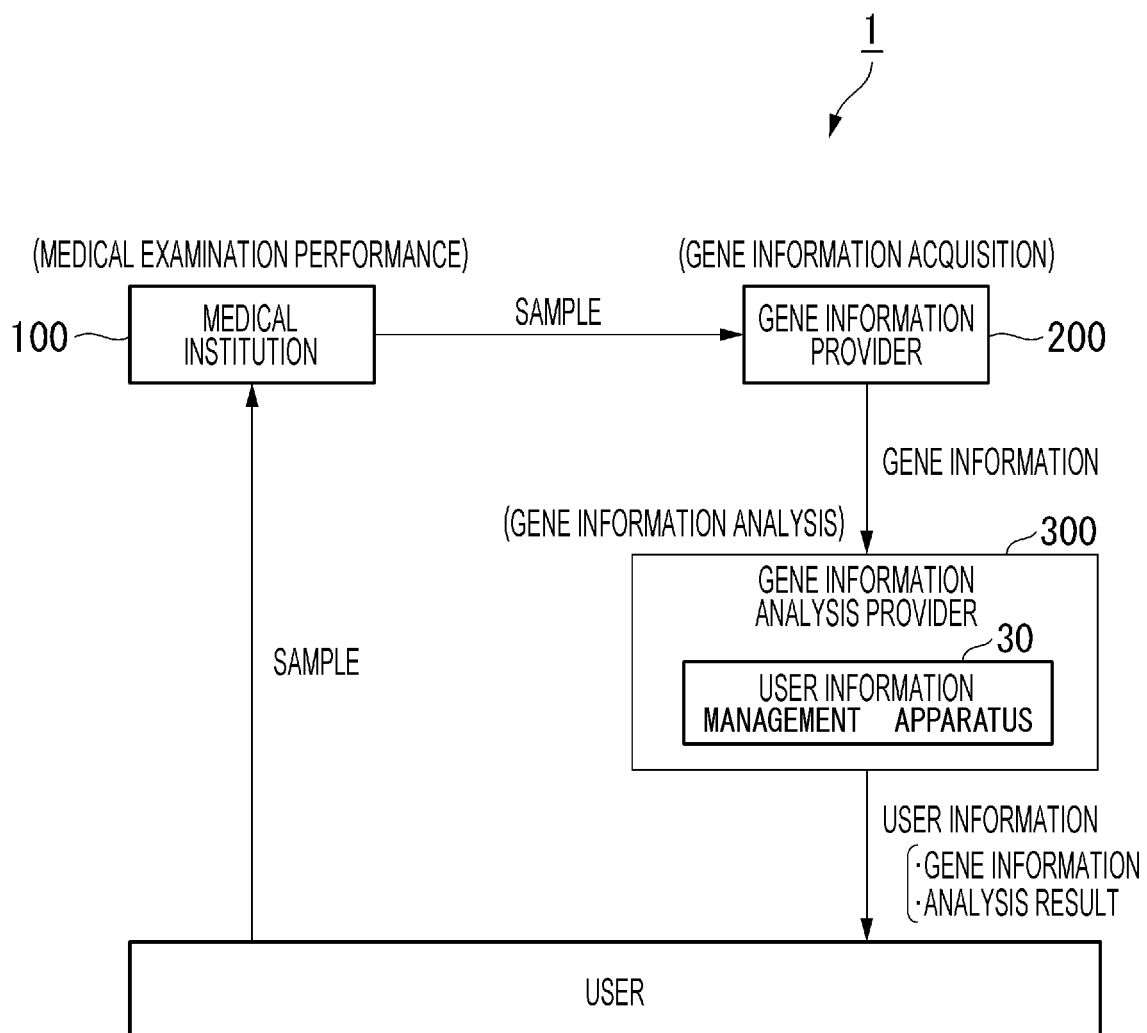 1
(MEDICAL EXAMINATION PERFORMANCE)
(GENE INFORMATION ACQUISITION)
100
MEDICAL
INSTITUTION
SAMPLE
GENE INFORMATION
PROVIDER
200
GENE INFORMATION
(GENE INFORMATION ANALYSIS)
300
GENE INFORMATION
ANALYSIS PROVIDER
30
USER INFORMATION
MANAGEMENT APPARATUS
SAMPLE
USER INFORMATION
·GENE INFORMATION
·ANALYSIS RESULT
USER